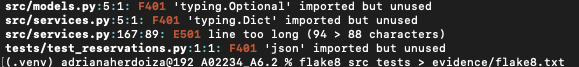 src/models.py:5:1: F401 'typing.Optional' imported but unused
src/services.py:5:1: F401 'typing.Dict' imported but unused
src/services.py:167:89: E501 line too long (94 > 88 characters)
tests/test_reservations.py:1:1: F401 'json' imported but unused
(.venv) adrianaherdoiza@192 A02234_A6.2 % flake8 src tests > evidence/flake8.txt